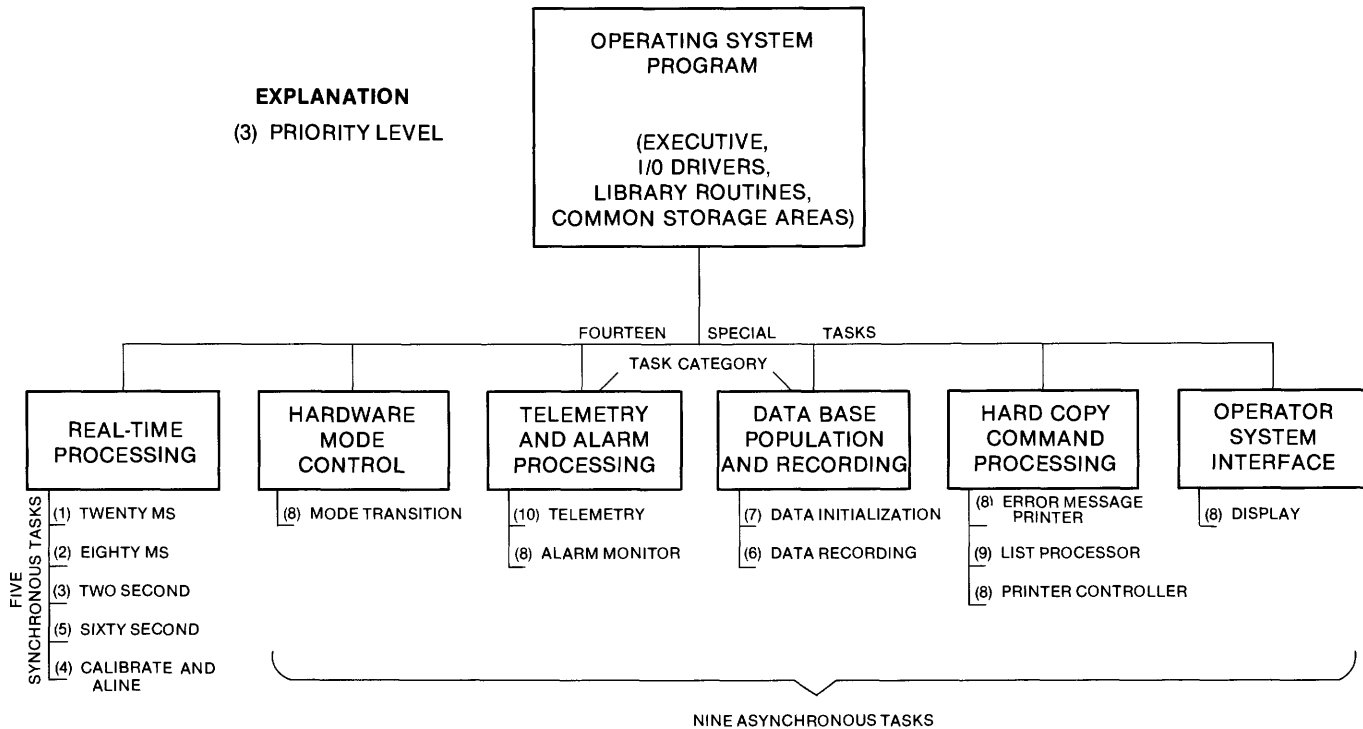 OPERATING SYSTEM
PROGRAM
(EXECUTIVE,
I/O DRIVERS,
LIBRARY ROUTINES,
COMMON STORAGE AREAS)
EXPLANATION
(3) PRIORITY LEVEL
FOURTEEN SPECIAL TASKS
TASK CATEGORY
REAL-TIME
PROCESSING
FIVE
SYNCHRONOUS TASKS
(1) TWENTY MS
(2) EIGHTY MS
(3) TWO SECOND
(5) SIXTY SECOND
(4) CALIBRATE AND
ALINE
HARDWARE
MODE
CONTROL
(8) MODE TRANSITION
TELEMETRY
AND ALARM
PROCESSING
(10) TELEMETRY
(8) ALARM MONITOR
DATA BASE
POPULATION
AND RECORDING
(7) DATA INITIALIZATION
(6) DATA RECORDING
HARD COPY
COMMAND
PROCESSING
(8) ERROR MESSAGE
PRINTER
(9) LIST PROCESSOR
(8) PRINTER CONTROLLER
OPERATOR
SYSTEM
INTERFACE
(8) DISPLAY
NINE ASYNCHRONOUS TASKS